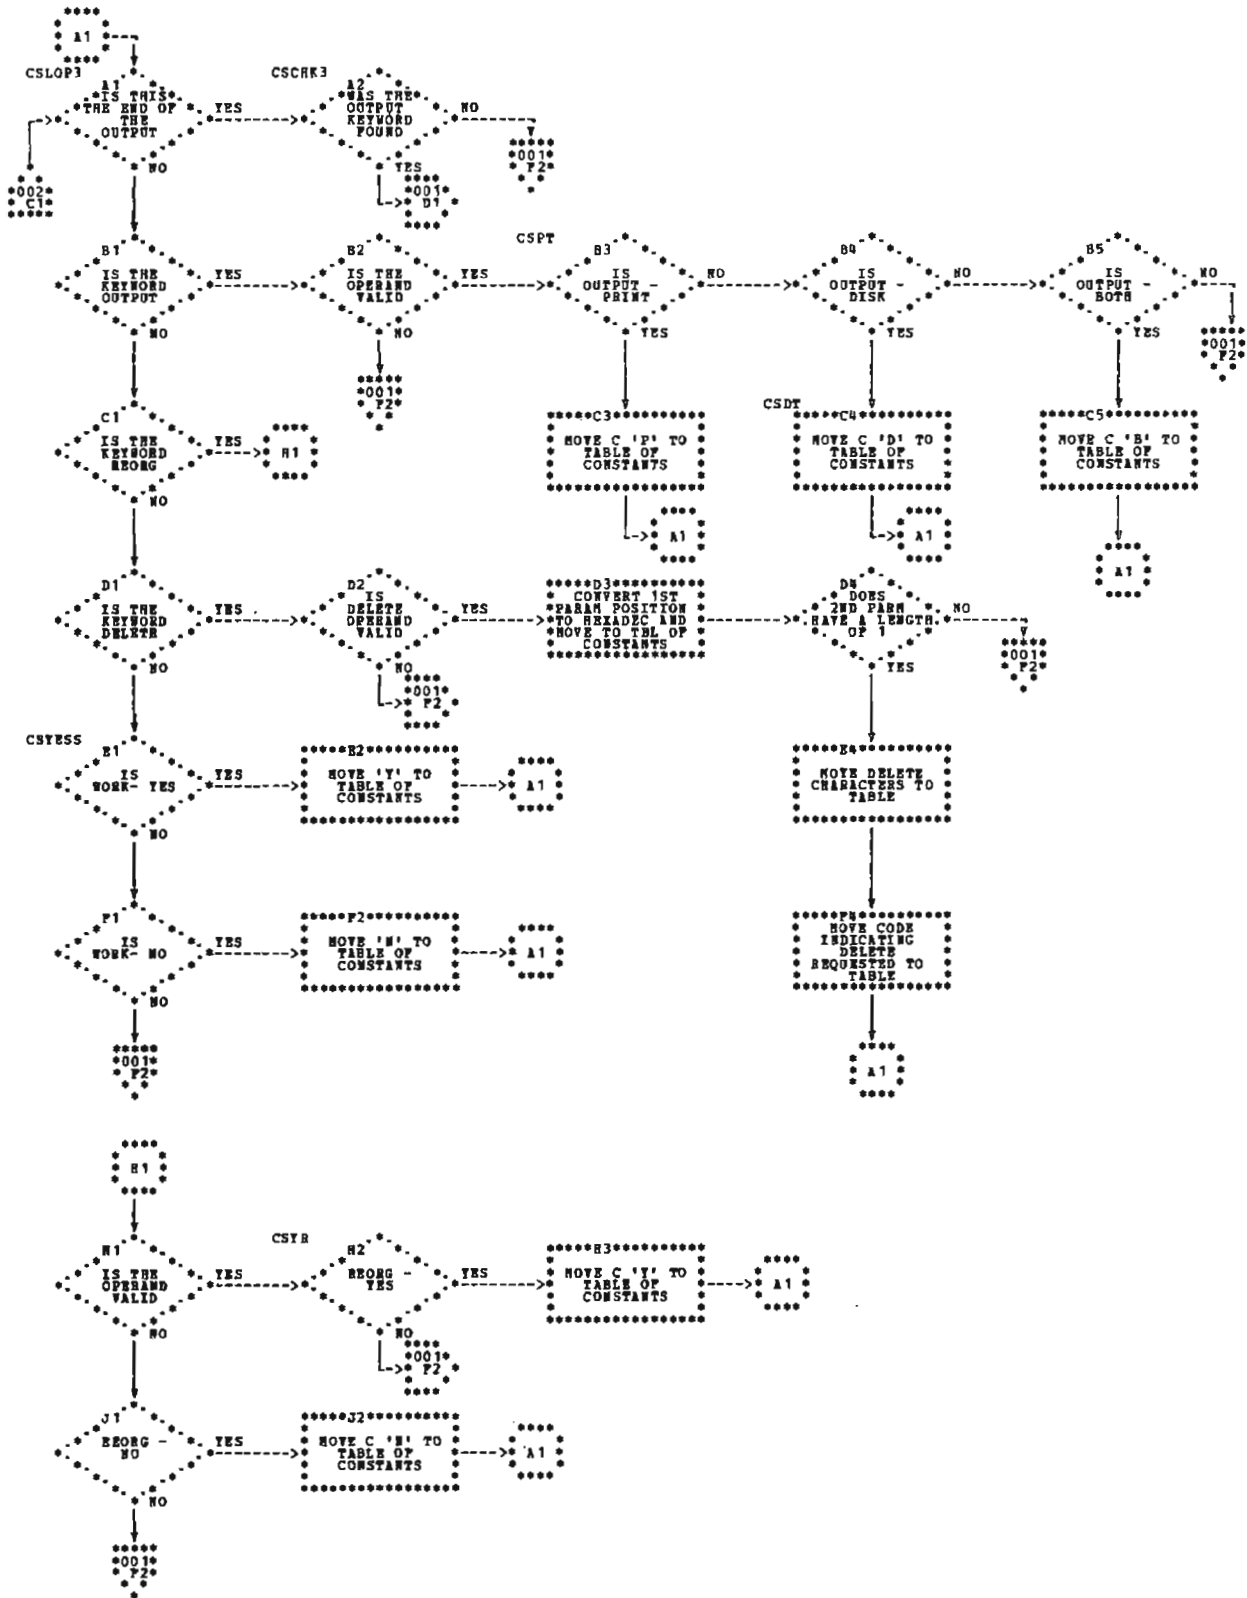 A1
CSLOP3
A1
IS THIS
THE END OF
THE
OUTPUT
YES
NO
002
C1
CSCHK3
A2
WAS THE
OUTPUT
KEYWORD
FOUND
NO
001
F2
YES
001
D1
B1
IS THE
KEYWORD
OUTPUT
YES
NO
B2
IS THE
OPERAND
VALID
YES
NO
001
F2
CSPT
B3
IS
OUTPUT -
PRINT
NO
YES
B4
IS
OUTPUT -
DISK
NO
YES
B5
IS
OUTPUT -
BOTH
NO
YES
001
F2
C1
IS THE
KEYWORD
REORG
YES
NO
H1
C3
MOVE C 'P' TO
TABLE OF
CONSTANTS
A1
CSDT
C4
MOVE C 'D' TO
TABLE OF
CONSTANTS
A1
C5
MOVE C 'B' TO
TABLE OF
CONSTANTS
A1
D1
IS THE
KEYWORD
DELETE
YES
NO
D2
IS
DELETE
OPERAND
VALID
YES
NO
001
F2
D3
CONVERT 1ST
PARAM POSITION
TO HEXADEC AND
MOVE TO TBL OF
CONSTANTS
D4
DOES
2ND PARM
HAVE A LENGTH
OF 1
NO
YES
001
F2
CSYESS
E1
IS
WORK- YES
YES
NO
E2
MOVE 'Y' TO
TABLE OF
CONSTANTS
A1
E4
MOVE DELETE
CHARACTERS TO
TABLE
F1
IS
WORK- NO
YES
NO
F2
MOVE 'N' TO
TABLE OF
CONSTANTS
A1
F4
MOVE CODE
INDICATING
DELETE
REQUESTED TO
TABLE
001
F2
A1
H1
H1
IS THE
OPERAND
VALID
YES
NO
CSYR
H2
REORG -
YES
YES
NO
001
F2
H3
MOVE C 'Y' TO
TABLE OF
CONSTANTS
A1
J1
REORG -
NO
YES
NO
J2
MOVE C 'N' TO
TABLE OF
CONSTANTS
A1
001
F2